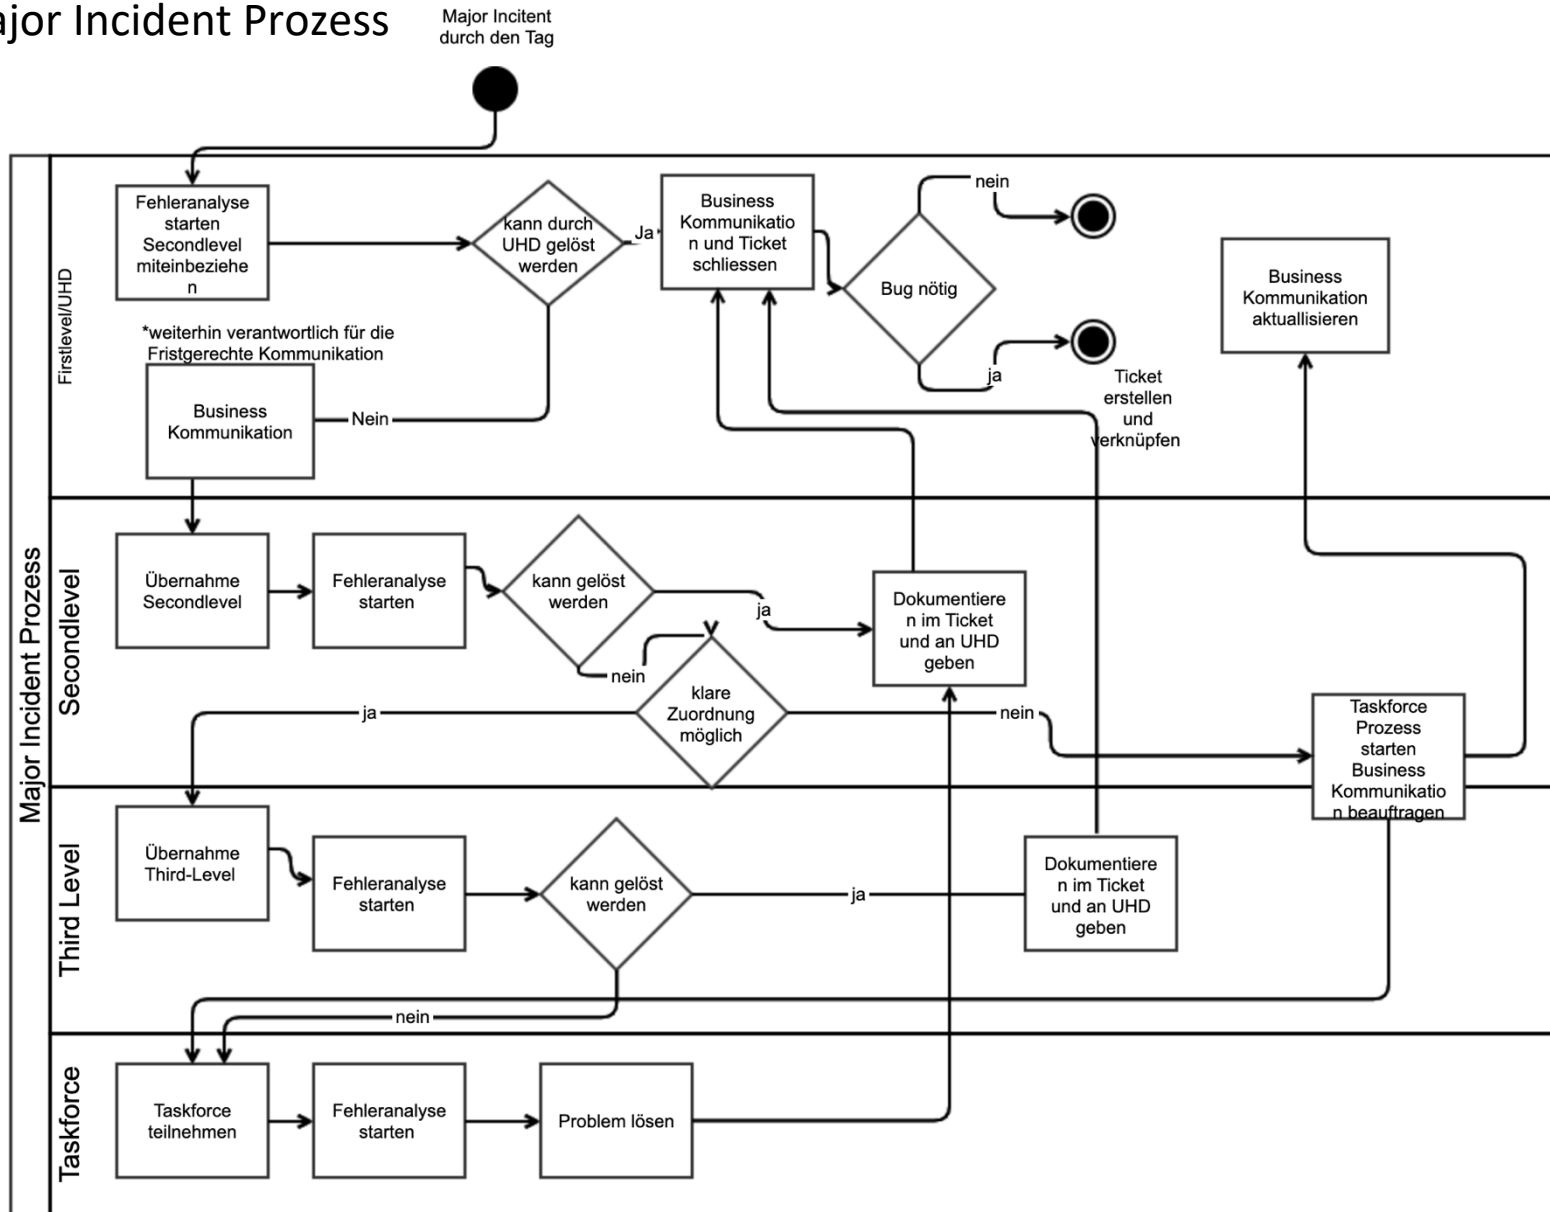 ajor Incident Prozess
Major Incitent
durch den Tag
Major Incident Prozess
Firstlevel/UHD
Fehleranalyse
starten
Secondlevel
miteinbeziehe
n
kann durch
UHD gelöst
werden
Ja
Business
Kommunikatio
n und Ticket
schliessen
Bug nötig
nein
ja
Ticket
erstellen
und
verknüpfen
Business
Kommunikation
aktuallisieren
*weiterhin verantwortlich für die
Fristgerechte Kommunikation
Business
Kommunikation
Nein
Secondlevel
Übernahme
Secondlevel
Fehleranalyse
starten
kann gelöst
werden
ja
nein
Dokumentiere
n im Ticket
und an UHD
geben
klare
Zuordnung
möglich
ja
nein
Taskforce
Prozess
starten
Business
Kommunikatio
n beauftragen
Third Level
Übernahme
Third-Level
Fehleranalyse
starten
kann gelöst
werden
ja
Dokumentiere
n im Ticket
und an UHD
geben
nein
Taskforce
Taskforce
teilnehmen
Fehleranalyse
starten
Problem lösen